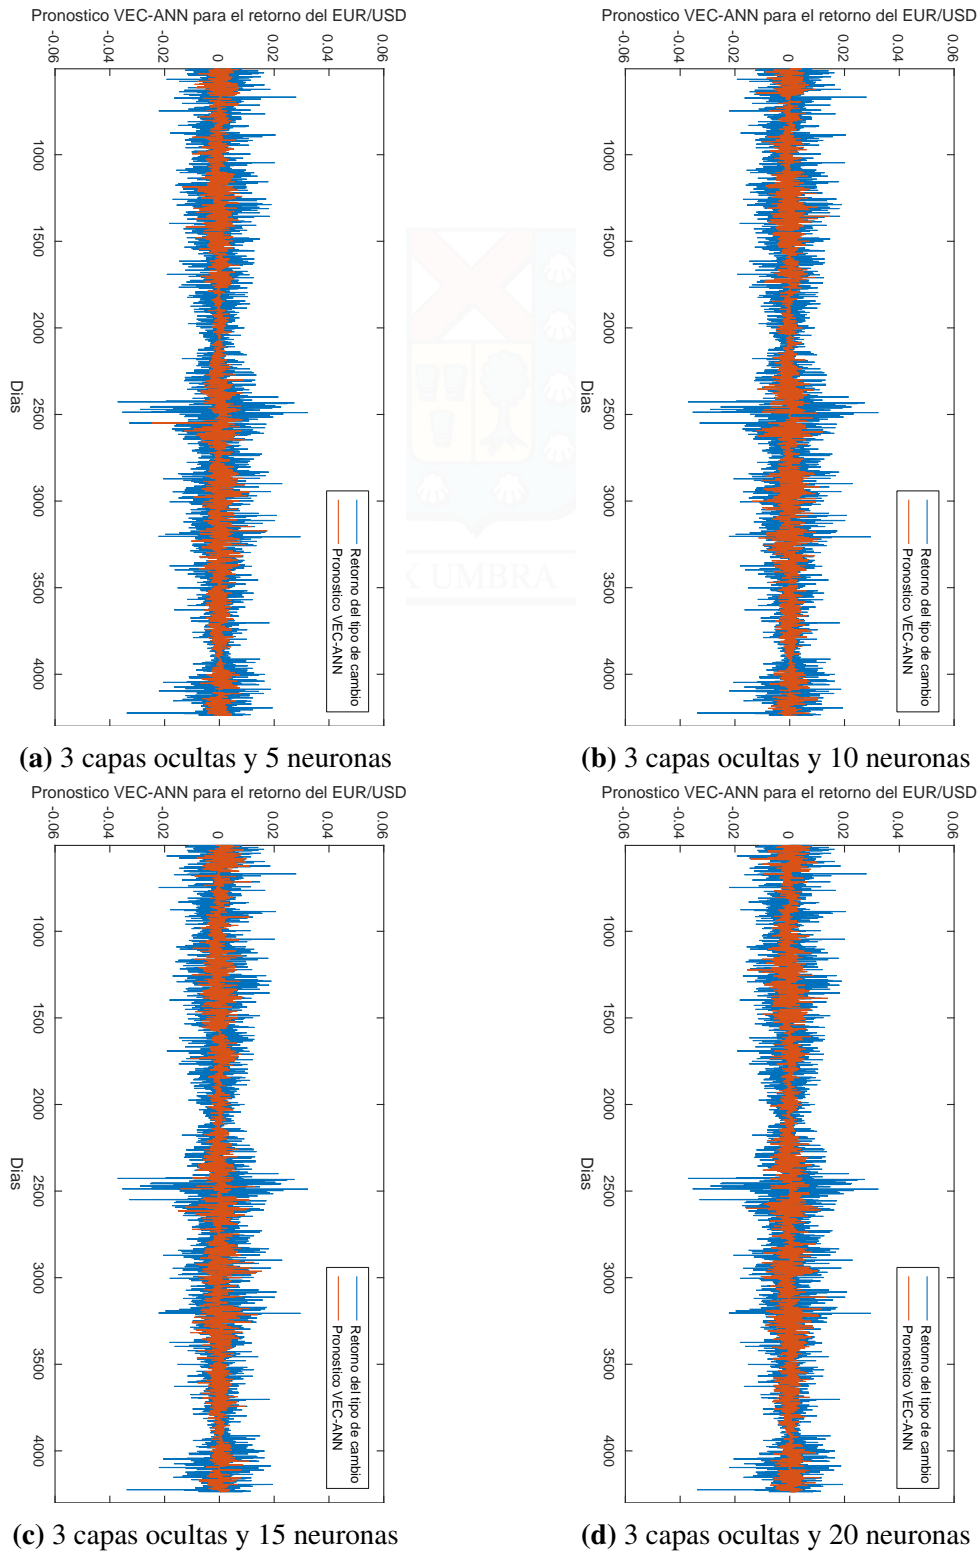 Pronostico VEC-ANN para el retorno del EUR/USD
-0.06
-0.04
-0.02
0
0.02
0.04
0.06
1000
1500
2000
2500
3000
3500
4000
Dias
Retorno del tipo de cambio
Pronostico VEC-ANN
(a) 3 capas ocultas y 5 neuronas
Pronostico VEC-ANN para el retorno del EUR/USD
-0.06
-0.04
-0.02
0
0.02
0.04
0.06
1000
1500
2000
2500
3000
3500
4000
Dias
Retorno del tipo de cambio
Pronostico VEC-ANN
(b) 3 capas ocultas y 10 neuronas
X UMBRA
Pronostico VEC-ANN para el retorno del EUR/USD
-0.06
-0.04
-0.02
0
0.02
0.04
0.06
1000
1500
2000
2500
3000
3500
4000
Dias
Retorno del tipo de cambio
Pronostico VEC-ANN
(c) 3 capas ocultas y 15 neuronas
Pronostico VEC-ANN para el retorno del EUR/USD
-0.06
-0.04
-0.02
0
0.02
0.04
0.06
1000
1500
2000
2500
3000
3500
4000
Dias
Retorno del tipo de cambio
Pronostico VEC-ANN
(d) 3 capas ocultas y 20 neuronas